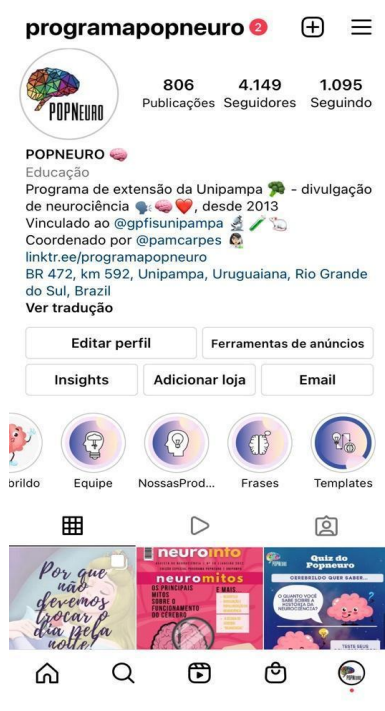 programapopneuro 2
POPNEURO
806 4.149 1.095
Publicações Seguidores Seguindo
POPNEURO
Educação
Programa de extensão da Unipampa - divulgação
de neurociência , desde 2013
Vinculado ao @gpfisunipampa
Coordenado por @pamcarpes
linktr.ee/programapopneuro
BR 472, km 592, Unipampa, Uruguaiana, Rio Grande
do Sul, Brazil
Ver tradução
Editar perfil Ferramentas de anúncios
Insights Adicionar loja Email
brildo Equipe NossasProd... Frases Templates
Por que
não
devemos
trocar o
dia pela
noite!
neuroinfo
neuromitos
OS PRINCIPAIS
MITOS
SOBRE O
FUNCIONAMENTO
DO CÉREBRO
E MAIS
Quiz do
Popneuro
CEREBRILDO QUER SABER...
O QUANTO VOCÊ
SABE SOBRE A
HISTÓRIA DA
NEUROCIÊNCIA?
TESTE SEUS